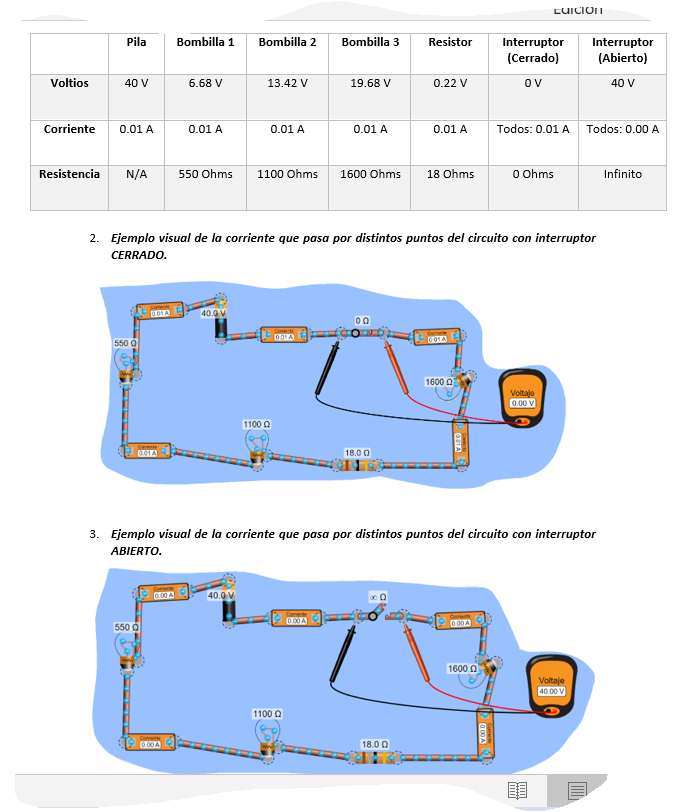 Edición
Pila Bombilla 1 Bombilla 2 Bombilla 3 Resistor Interruptor (Cerrado) Interruptor (Abierto)
Voltios 40 V 6.68 V 13.42 V 19.68 V 0.22 V 0 V 40 V
Corriente 0.01 A 0.01 A 0.01 A 0.01 A 0.01 A Todos: 0.01 A Todos: 0.00 A
Resistencia N/A 550 Ohms 1100 Ohms 1600 Ohms 18 Ohms 0 Ohms Infinito
2. Ejemplo visual de la corriente que pasa por distintos puntos del circuito con interruptor
CERRADO.
Corriente
0.01 A
40.0 V
0 Ω
Corriente
0.01 A
Corriente
0.01 A
550 Ω
1600 Ω
Voltaje
0.00 V
1100 Ω
Corriente
0.01 A
18.0 Ω
Corriente
0.01 A
3. Ejemplo visual de la corriente que pasa por distintos puntos del circuito con interruptor
ABIERTO.
Corriente
0.00 A
40.0 V
∞ Ω
Corriente
0.00 A
Corriente
0.00 A
550 Ω
1600 Ω
Voltaje
40.00 V
1100 Ω
Corriente
0.00 A
18.0 Ω
Corriente
0.00 A